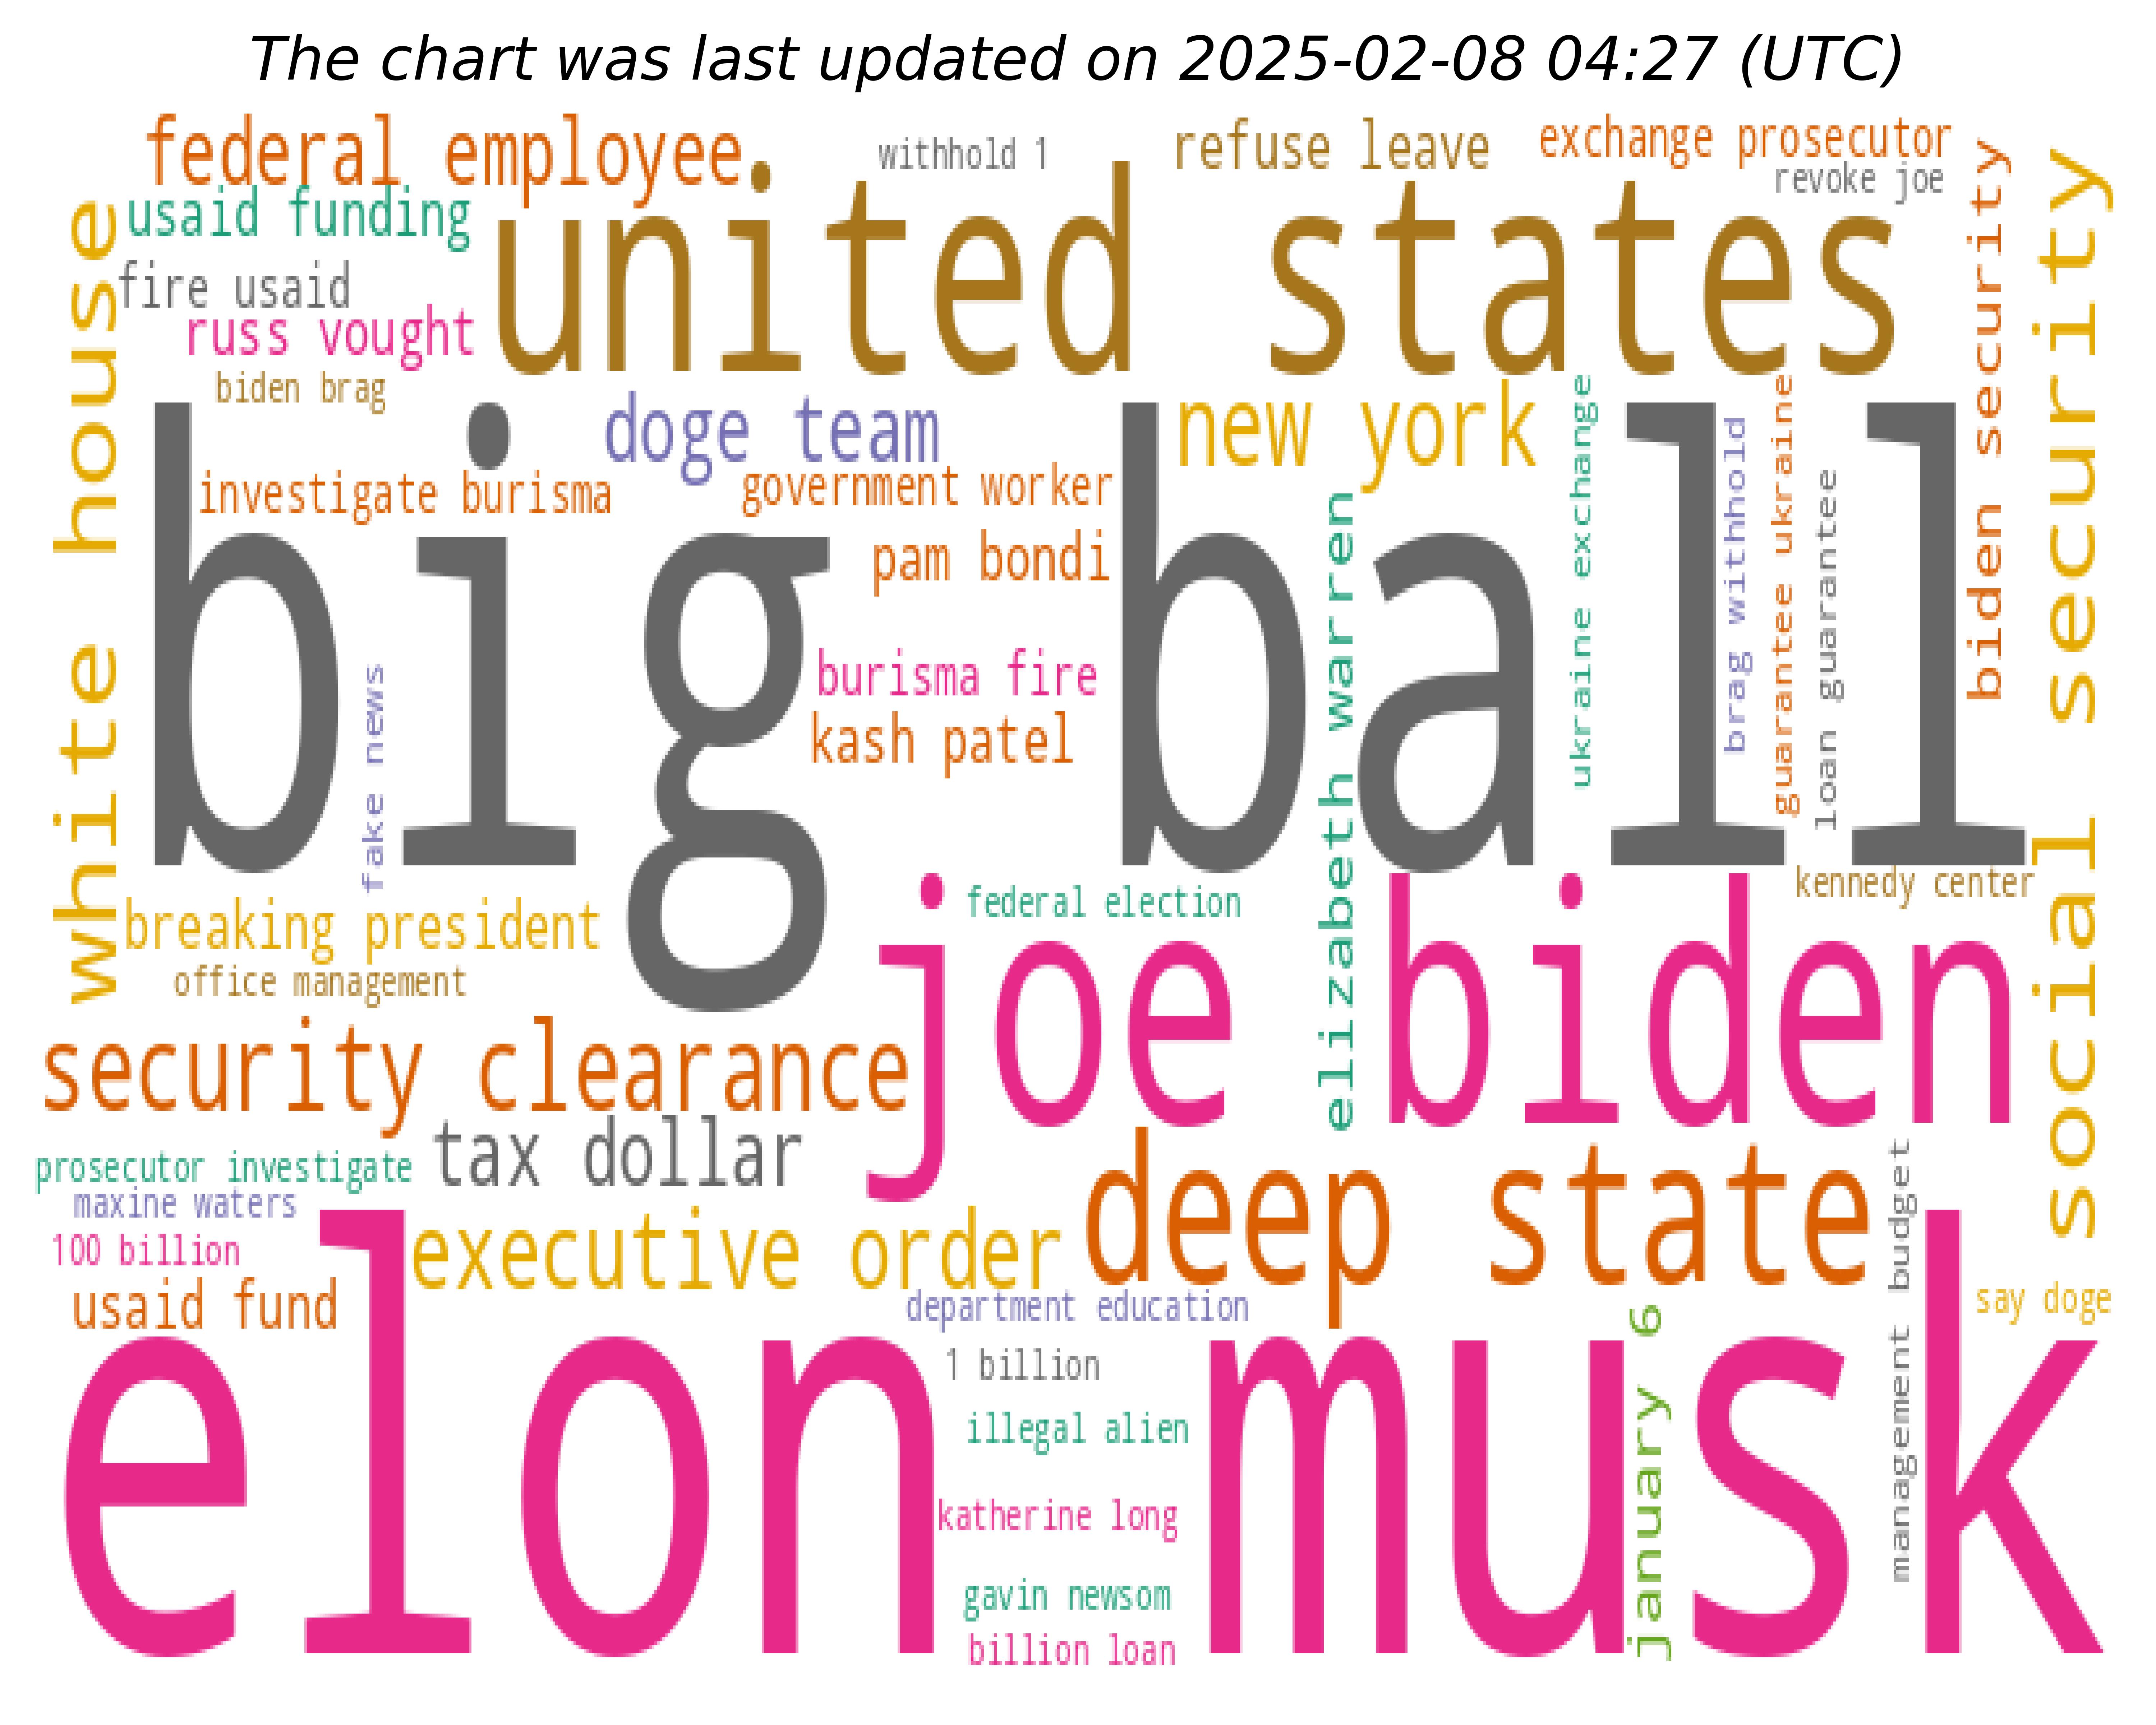 The chart was last updated on 2025-02-08 04:27 (UTC)
federal employee
withhold 1
refuse leave
exchange prosecutor
revoke joe
usaid funding
united states
fire usaid
russ vought
biden brag
white house
doge team
new york
big ball
investigate burisma
government worker
pam bondi
burisma fire
kash patel
fake news
elizabeth warren
ukraine exchange
brag withhold
guarantee ukraine
loan guarantee
biden security
social security
kennedy center
federal election
breaking president
office management
joe biden
security clearance
tax dollar
prosecutor investigate
maxine waters
100 billion
usaid fund
executive order
deep state
department education
management budget
say doge
elon musk
1 billion
illegal alien
katherine long
gavin newsom
billion loan
january 6